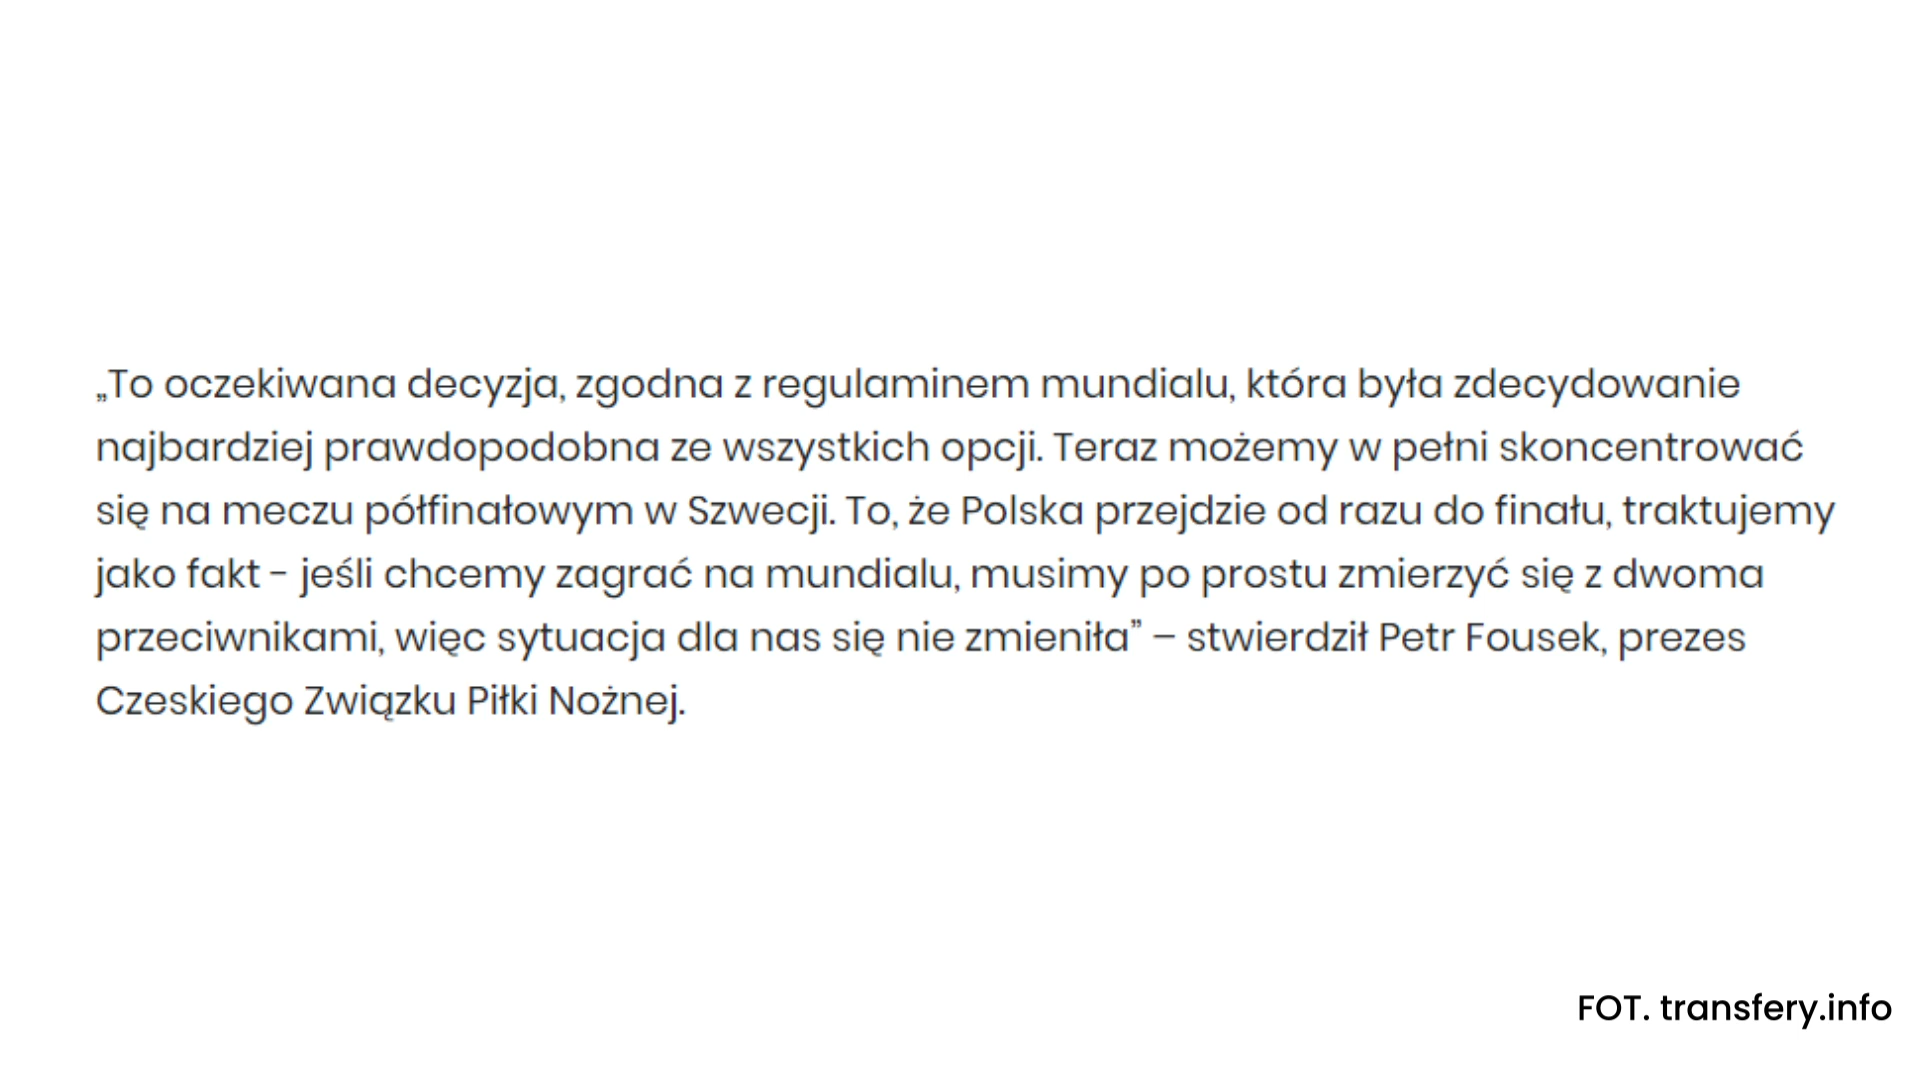 „To oczekiwana decyzja, zgodna z regulaminem mundialu, która była zdecydowanie
najbardziej prawdopodobna ze wszystkich opcji. Teraz możemy w pełni skoncentrować
się na meczu półfinałowym w Szwecji. To, że Polska przejdzie od razu do finału, traktujemy
jako fakt - jeśli chcemy zagrać na mundialu, musimy po prostu zmierzyć się z dwoma
przeciwnikami, więc sytuacja dla nas się nie zmieniła” – stwierdził Petr Fousek, prezes
Czeskiego Związku Piłki Nożnej.
FOT. transfery.info